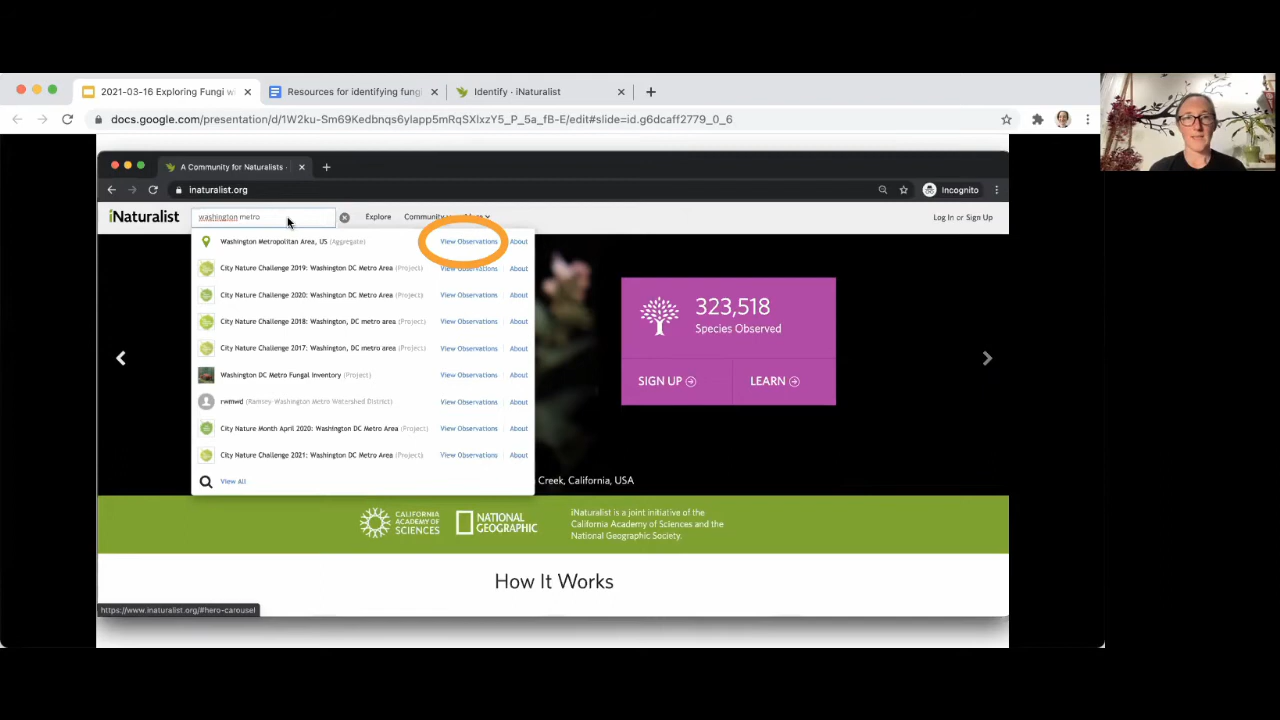 2021-03-16 Exploring Fungi wi
Resources for identifying fungi
Identify · iNaturalist
docs.google.com/presentation/d/1W2ku-Sm69Kedbnqs6ylapp5mRqSXlxzY5_P_5a_fB-E/edit#slide=id.g6dcaff2779_0_6
A Community for Naturalists ·
inaturalist.org
Incognito
iNaturalist
washington metro
Explore
Community
Log In or Sign Up
Washington Metropolitan Area, US (Aggregate) View Observations About
City Nature Challenge 2019: Washington DC Metro Area (Project) View Observations About
City Nature Challenge 2020: Washington DC Metro Area (Project) View Observations About
City Nature Challenge 2018: Washington, DC metro area (Project) View Observations About
City Nature Challenge 2017: Washington, DC metro area (Project) View Observations About
Washington DC Metro Fungal Inventory (Project) View Observations About
rwmwd (Ramsey-Washington Metro Watershed District) View Observations About
City Nature Month April 2020: Washington DC Metro Area (Project) View Observations About
City Nature Challenge 2021: Washington DC Metro Area (Project) View Observations About
View All
323,518
Species Observed
SIGN UP
LEARN
Creek, California, USA
CALIFORNIA
ACADEMY OF
SCIENCES
NATIONAL
GEOGRAPHIC
iNaturalist is a joint initiative of the
California Academy of Sciences and the
National Geographic Society.
How It Works
https://www.inaturalist.org/#hero-carousel